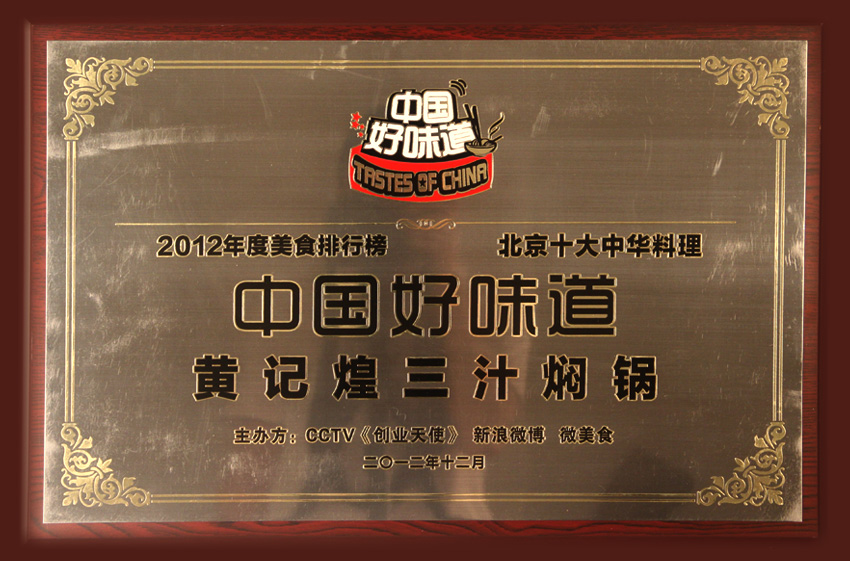 中国
好味道
TASTES OF CHINA
2012年度美食排行榜 北京十大中华料理
中国好味道
黄记煌三汁焖锅
主办方：CCTV《创业天使》 新浪微博 微美食
二〇一二年十二月